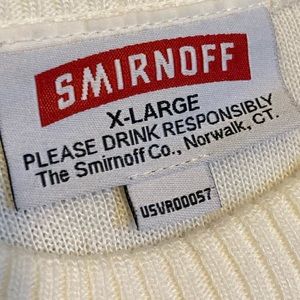 SMIRNOFF
X-LARGE
PLEASE DRINK RESPONSIBLY
The Smirnoff Co., Norwalk, CT.
USVR00057